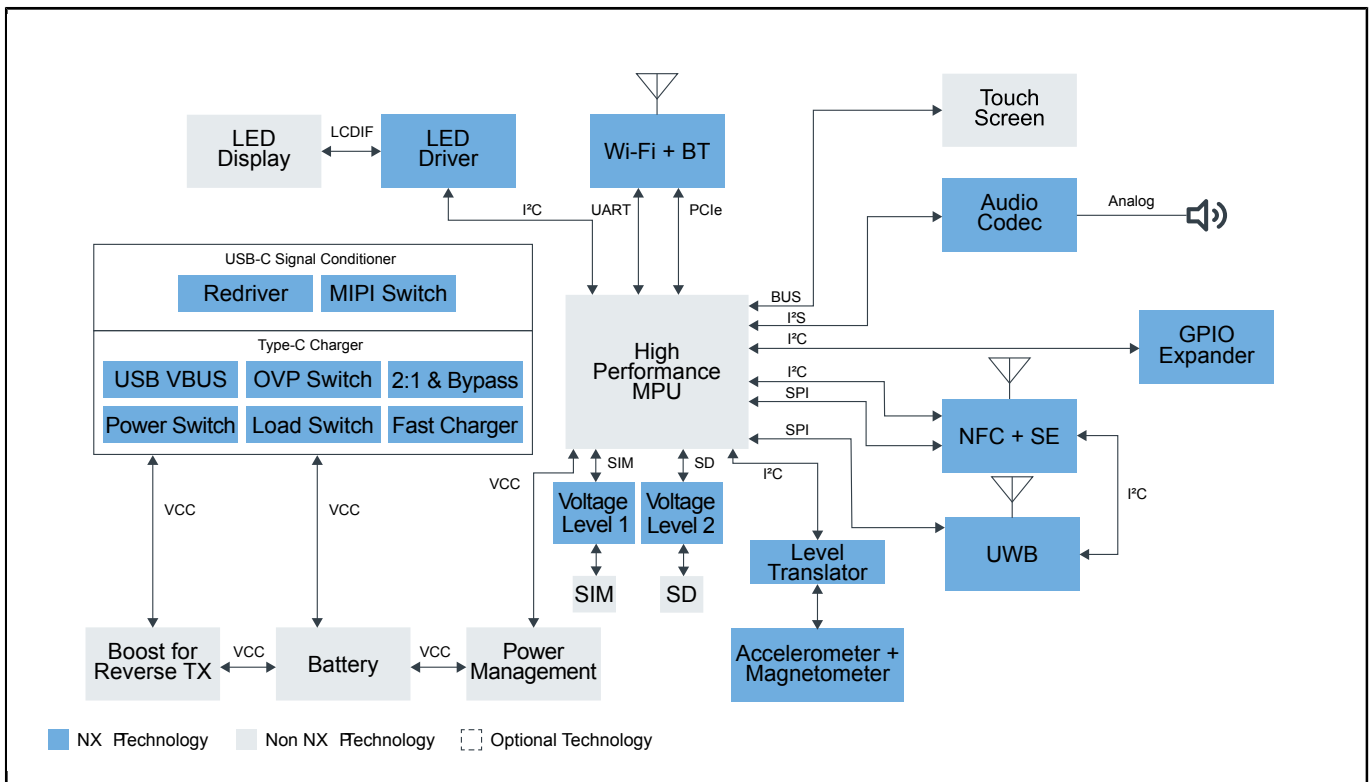 Touch
Screen
LED
Display
LCDIF
LED
Driver
Wi-Fi + BT
Audio
Codec
Analog
I²C
UART
PCIe
USB-C Signal Conditioner
Redriver
MIPI Switch
BUS
I²S
I²C
GPIO
Expander
High
Performance
MPU
Type-C Charger
USB VBUS
OVP Switch
2:1 & Bypass
Power Switch
Load Switch
Fast Charger
I²C
SPI
NFC + SE
SPI
I²C
SIM
SD
I²C
VCC
VCC
VCC
Voltage
Level 1
Voltage
Level 2
Level
Translator
UWB
SIM
SD
Boost for
Reverse TX
VCC
Battery
VCC
Power
Management
Accelerometer +
Magnetometer
NX PTechnology
Non NX PTechnology
Optional Technology